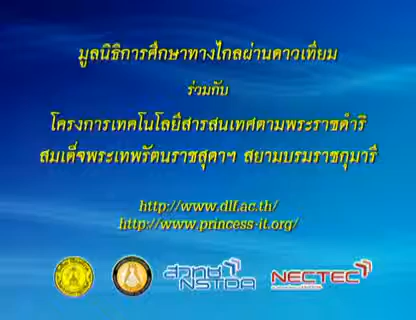 มูลนิธิการศึกษาทางไกลผ่านดาวเทียม
ร่วมกับ
โครงการเทคโนโลยีสารสนเทศตามพระราชดำริ
สมเด็จพระเทพรัตนราชสุดาฯ สยามบรมราชกุมารี
http://www.dlf.ac.th/
http://www.princess-it.org/
สวทช
NSTDA
NECTEC